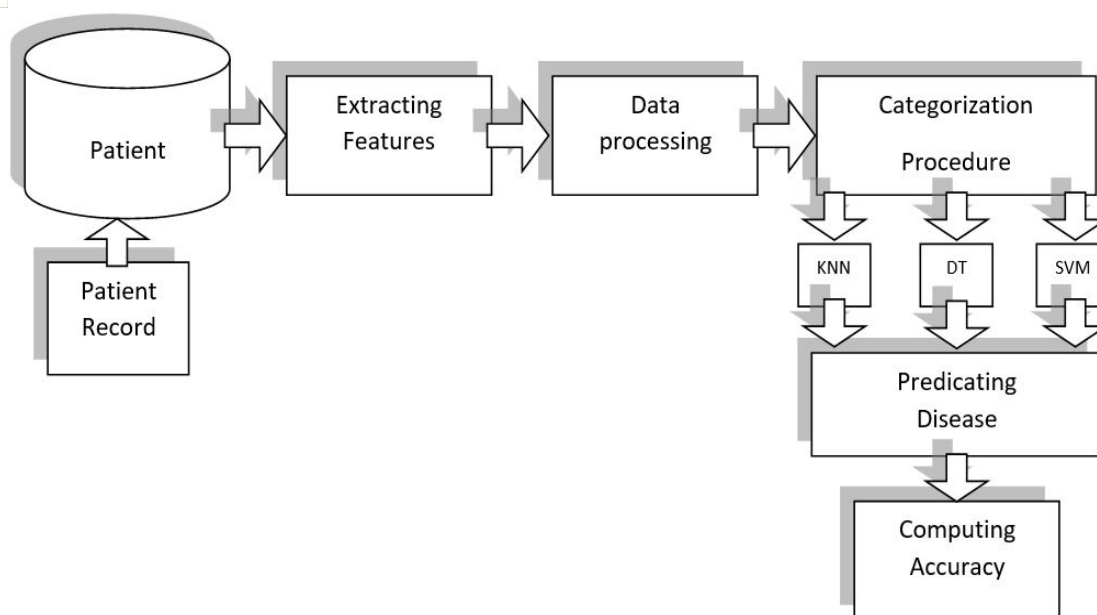 Patient
Patient
Record
Extracting
Features
Data
processing
Categorization
Procedure
KNN
DT
SVM
Predicating
Disease
Computing
Accuracy